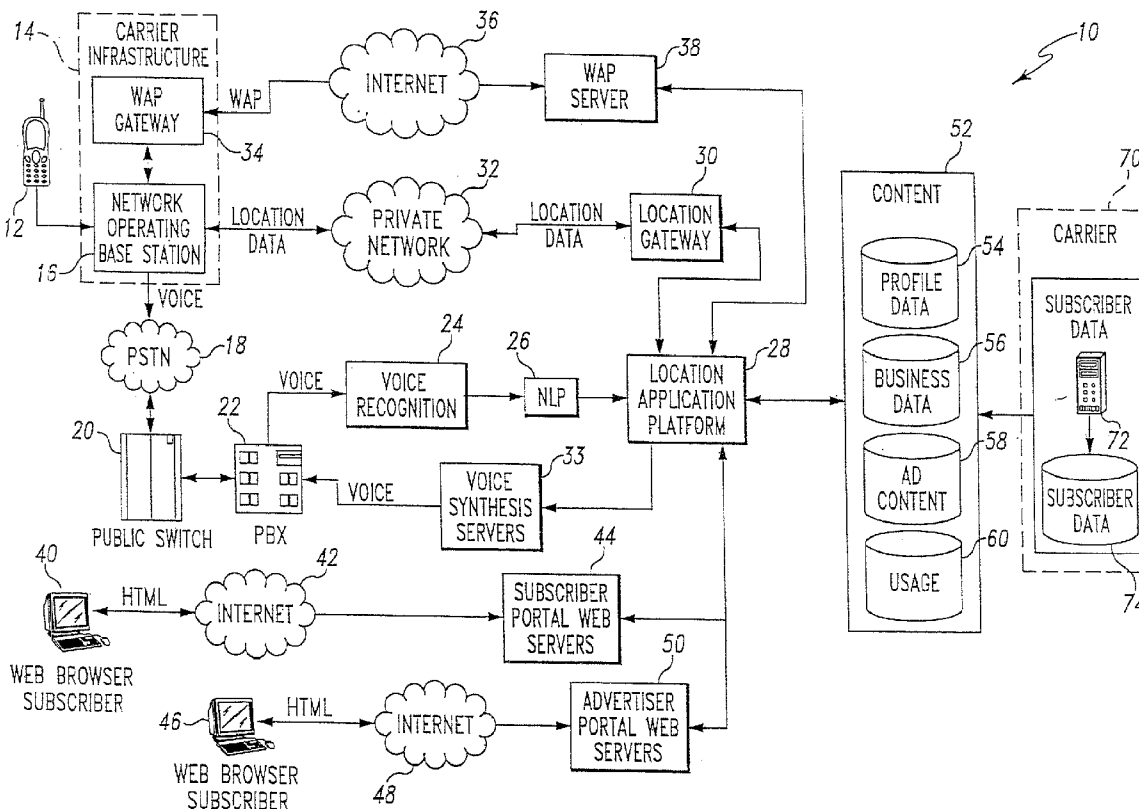 14
CARRIER
INFRASTRUCTURE
WAP
GATEWAY
34
12
NETWORK
OPERATING
BASE STATION
16
WAP
36
INTERNET
38
WAP
SERVER
10
LOCATION
DATA
32
PRIVATE
NETWORK
LOCATION
DATA
30
LOCATION
GATEWAY
VOICE
PSTN
18
20
PUBLIC SWITCH
22
PBX
VOICE
24
VOICE
RECOGNITION
26
NLP
28
LOCATION
APPLICATION
PLATFORM
VOICE
33
VOICE
SYNTHESIS
SERVERS
40
WEB BROWSER
SUBSCRIBER
HTML
42
INTERNET
44
SUBSCRIBER
PORTAL WEB
SERVERS
46
WEB BROWSER
SUBSCRIBER
HTML
INTERNET
48
50
ADVERTISER
PORTAL WEB
SERVERS
52
CONTENT
54
PROFILE
DATA
56
BUSINESS
DATA
58
AD
CONTENT
60
USAGE
70
CARRIER
SUBSCRIBER
DATA
72
SUBSCRIBER
DATA
74